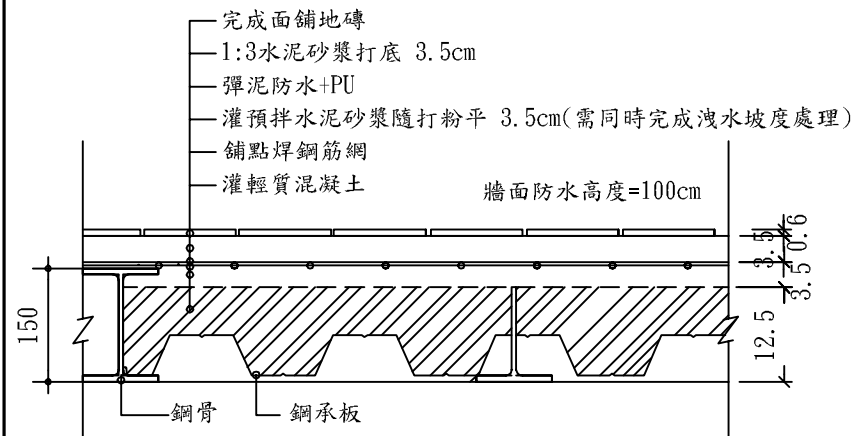 完成面舖地磚
1:3水泥砂漿打底 3.5cm
彈泥防水+PU
灌預拌水泥砂漿隨打粉平 3.5cm(需同時完成洩水坡度處理)
舖點焊鋼筋網
灌輕質混凝土
牆面防水高度=100cm
0.6
3.5
3.5
12.5
150
鋼骨
鋼承板